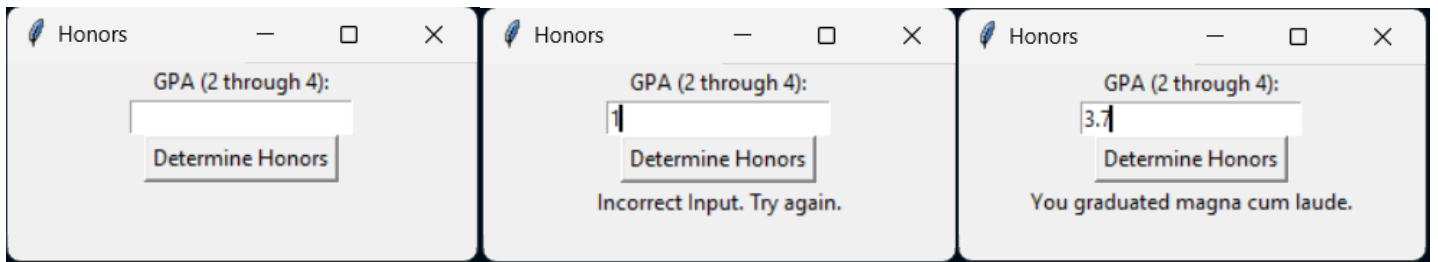 Honors
GPA (2 through 4):
Determine Honors
Honors
GPA (2 through 4):
1
Determine Honors
Incorrect Input. Try again.
Honors
GPA (2 through 4):
3.7
Determine Honors
You graduated magna cum laude.